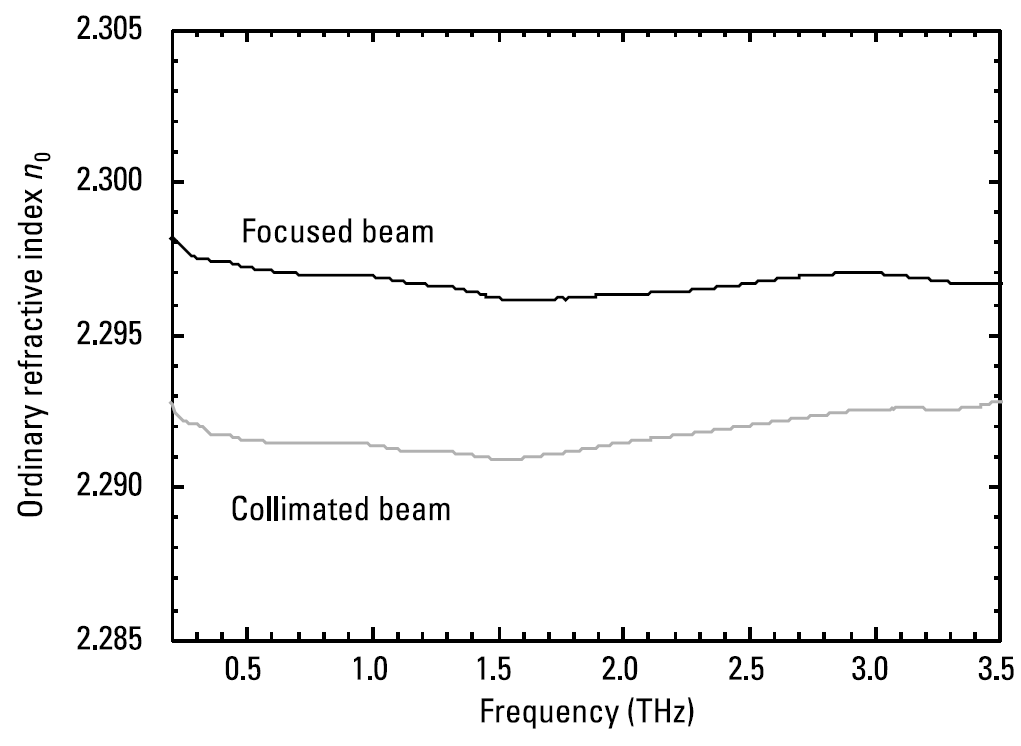 2.305
2.300
2.295
2.290
2.285
Ordinary refractive index n₀
Focused beam
Collimated beam
0.5 1.0 1.5 2.0 2.5 3.0 3.5
Frequency (THz)